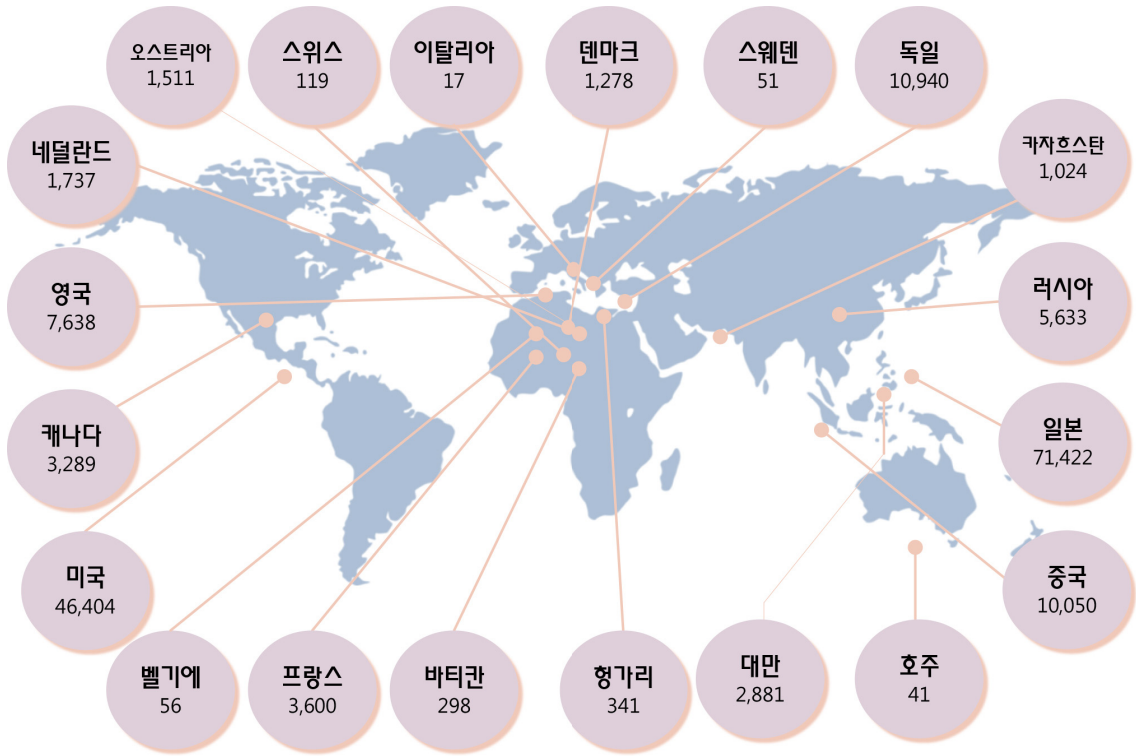 오스트리아
1,511
스위스
119
이탈리아
17
덴마크
1,278
스웨덴
51
독일
10,940
네덜란드
1,737
카자흐스탄
1,024
영국
7,638
러시아
5,633
캐나다
3,289
일본
71,422
미국
46,404
중국
10,050
벨기에
56
프랑스
3,600
바티칸
298
헝가리
341
대만
2,881
호주
41